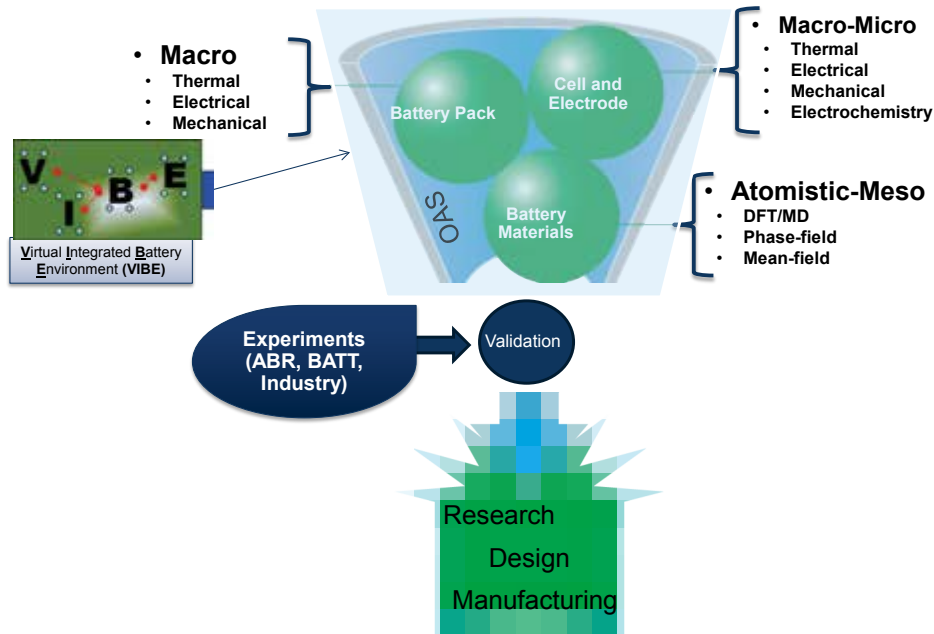 • Macro
• Thermal
• Electrical
• Mechanical
• Macro-Micro
• Thermal
• Electrical
• Mechanical
• Electrochemistry
Cell and
Electrode
Battery Pack
V
I
B
E
Virtual Integrated Battery
Environment (VIBE)
OAS
Battery
Materials
• Atomistic-Meso
• DFT/MD
• Phase-field
• Mean-field
Experiments
(ABR, BATT,
Industry)
Validation
Research
Design
Manufacturing